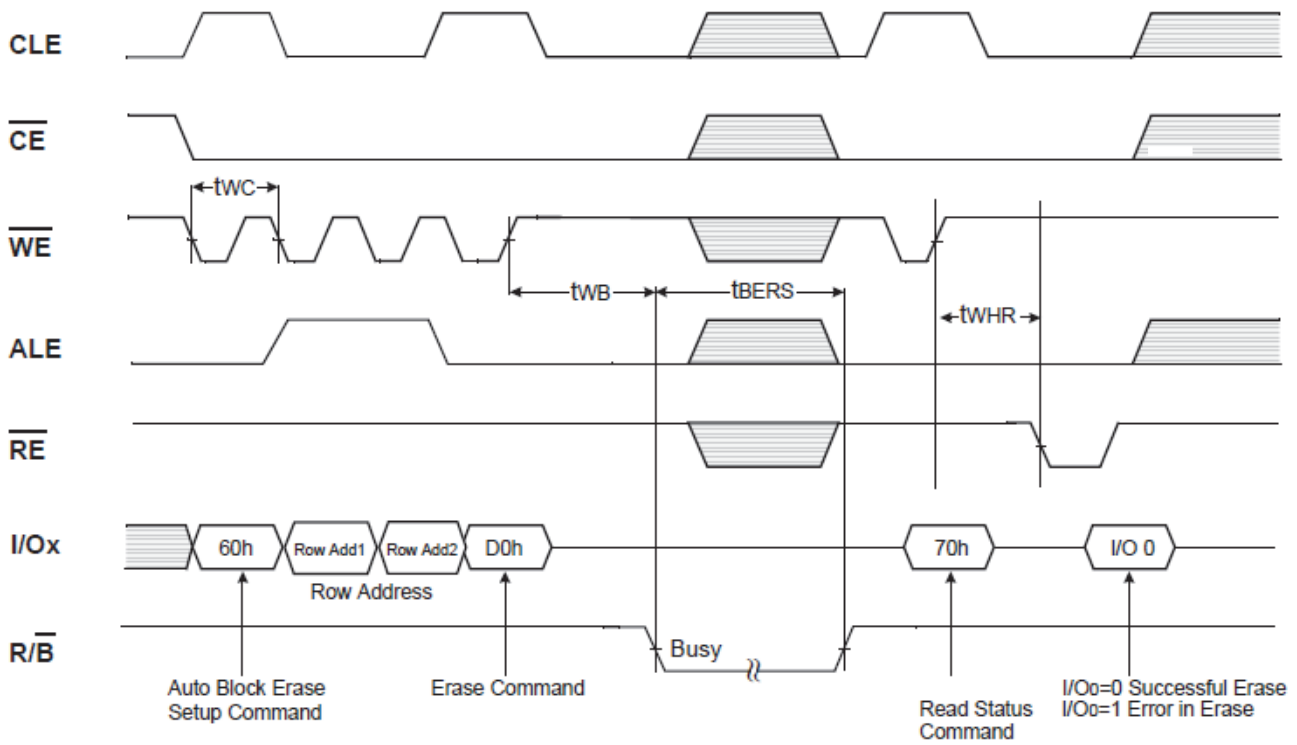 CLE
CE
tWC
WE
tWB
tBERS
tWHR
ALE
RE
I/Ox
60h
Row Add1
Row Add2
D0h
70h
I/O 0
Row Address
R/B
Busy
Auto Block Erase
Setup Command
Erase Command
Read Status
Command
I/O0=0 Successful Erase
I/O0=1 Error in Erase